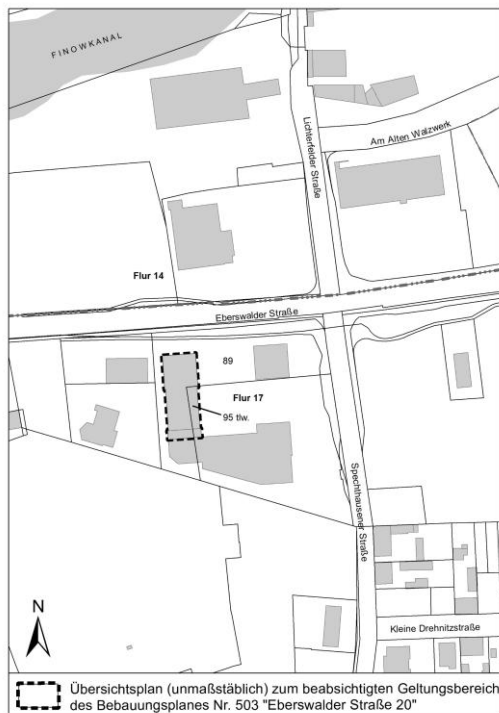 FINOWKANAL
Lichterfelder Straße
Am Alten Walzwerk
Flur 14
Eberswalder Straße
89
Flur 17
95 tlw.
Spechthausener Straße
Kleine Drehnitzstraße
N
Übersichtsplan (unmaßstäblich) zum beabsichtigten Geltungsbereich
des Bebauungsplanes Nr. 503 "Eberswalder Straße 20"